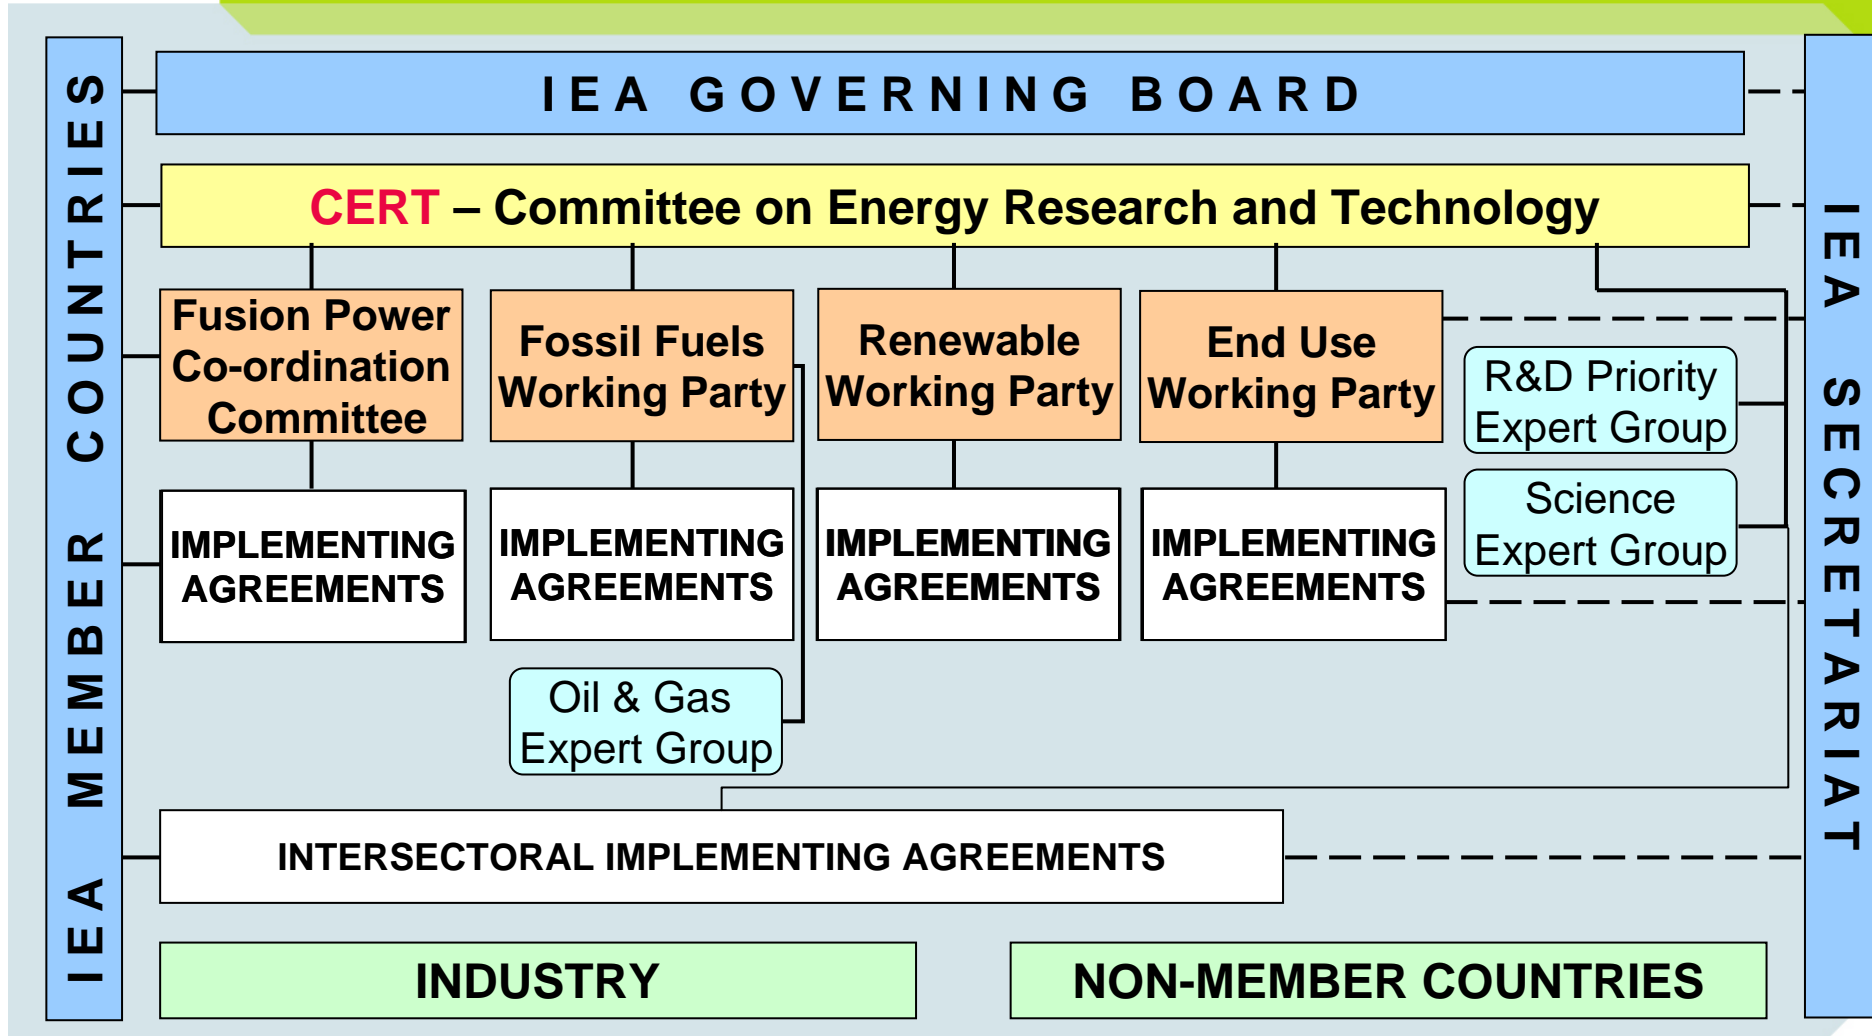 IEA MEMBER COUNTRIES
IEA GOVERNING BOARD
CERT – Committee on Energy Research and Technology
Fusion Power
Co-ordination
Committee
Fossil Fuels
Working Party
Renewable
Working Party
End Use
Working Party
R&D Priority
Expert Group
Science
Expert Group
IMPLEMENTING
AGREEMENTS
IMPLEMENTING
AGREEMENTS
IMPLEMENTING
AGREEMENTS
IMPLEMENTING
AGREEMENTS
Oil & Gas
Expert Group
INTERSECTORAL IMPLEMENTING AGREEMENTS
INDUSTRY
NON-MEMBER COUNTRIES
IEA SECRETARIAT